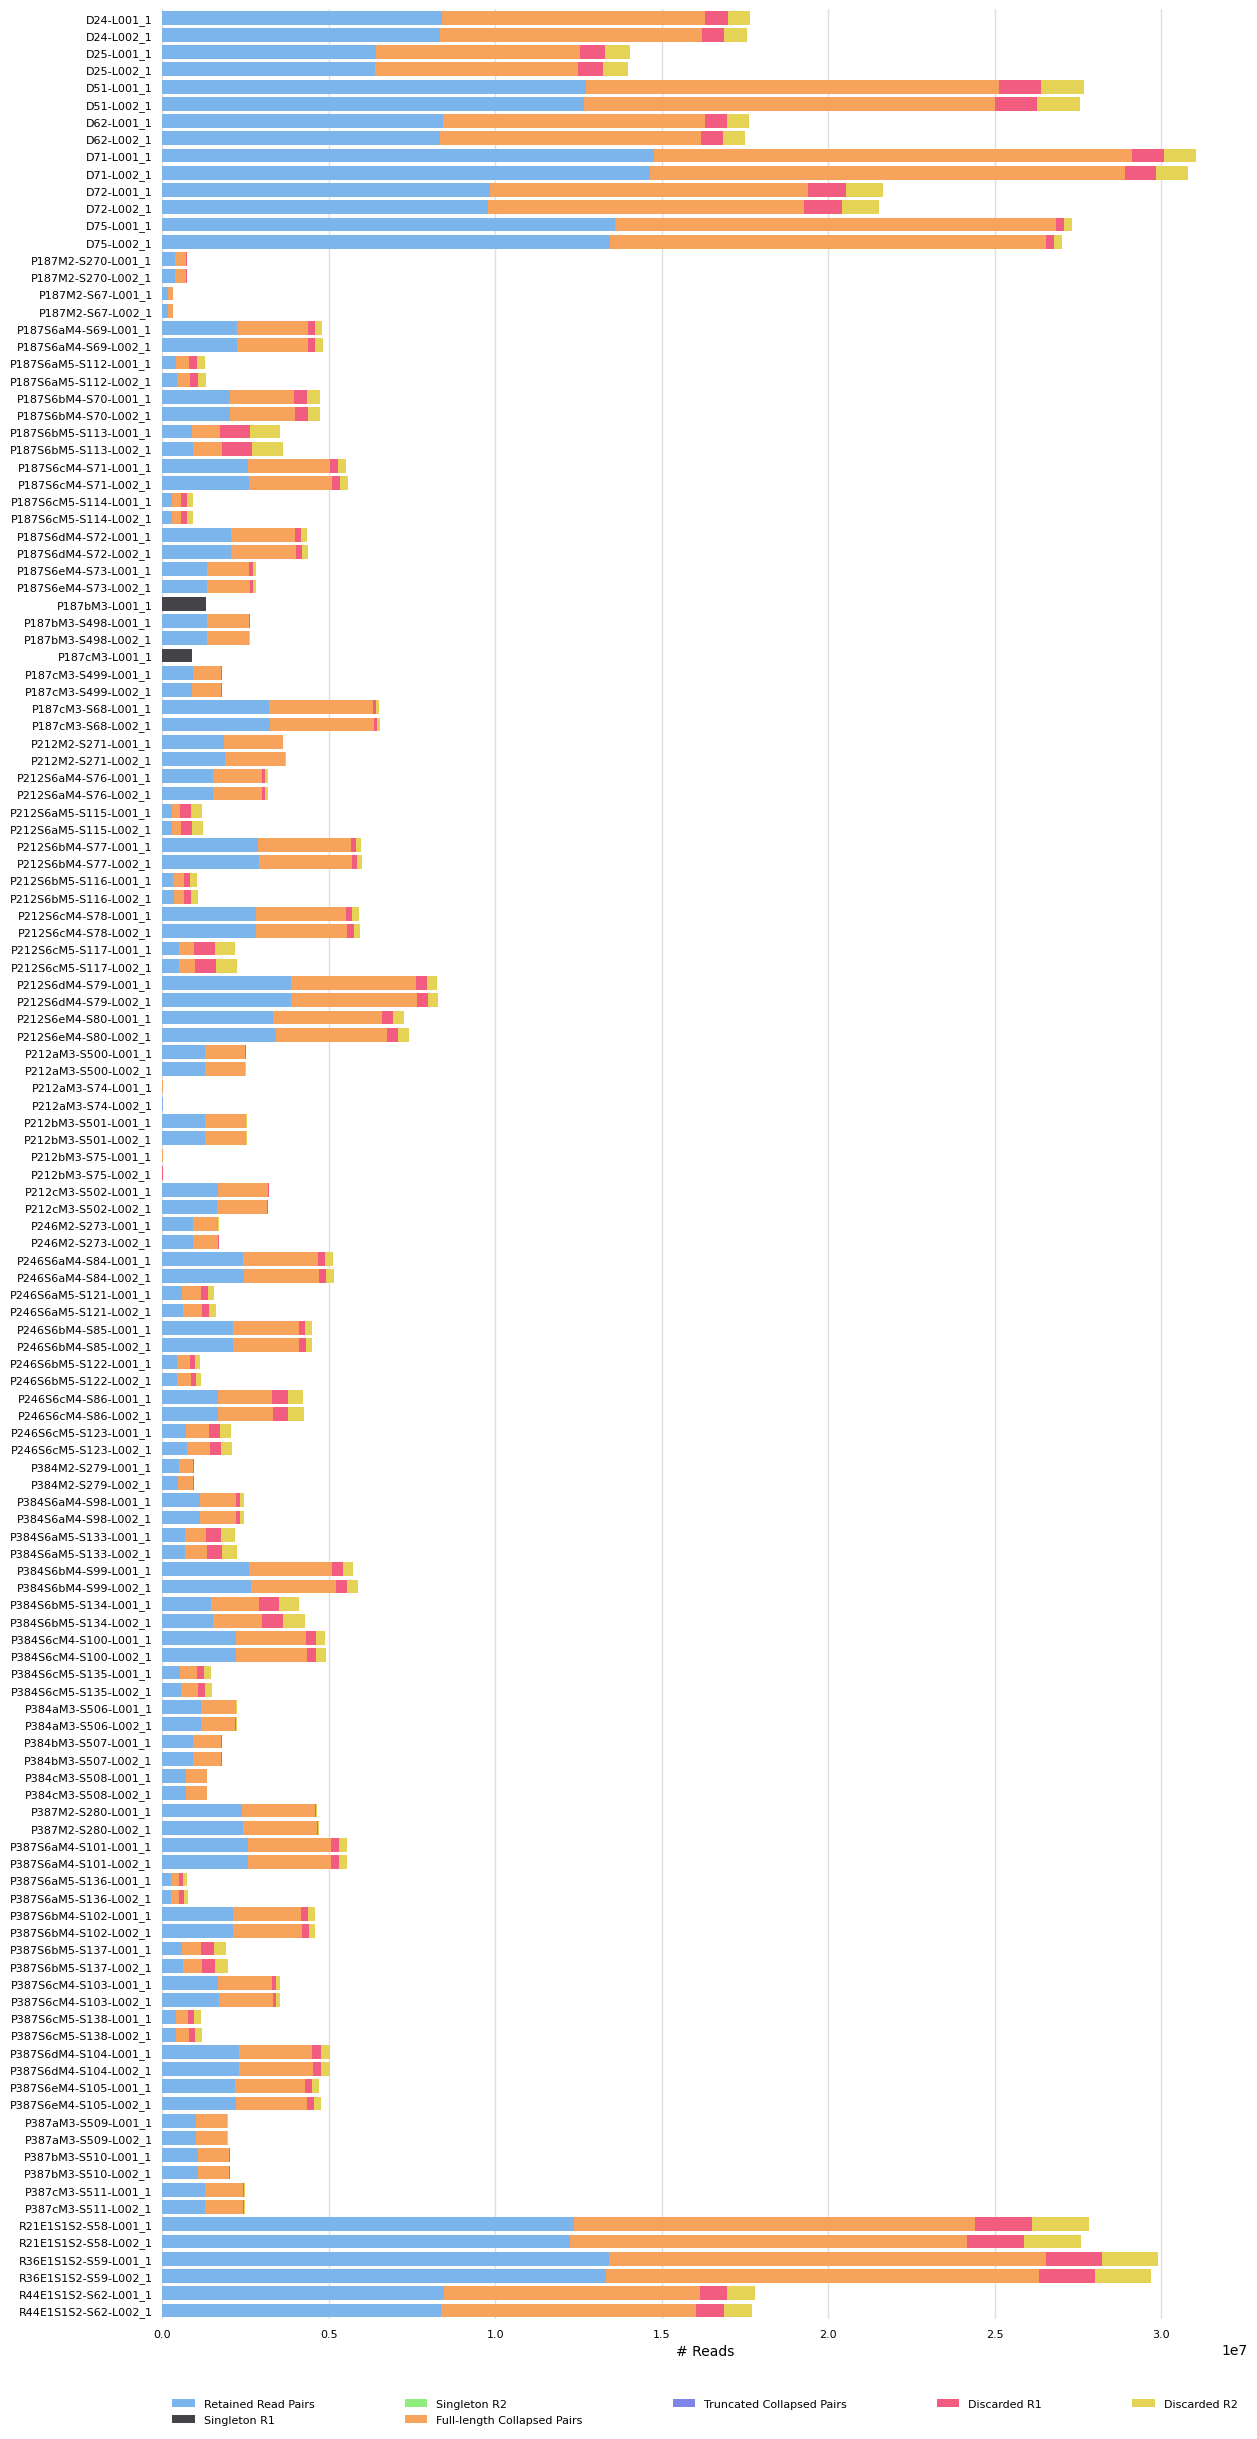 D24-L001_1
D24-L002_1
D25-L001_1
D25-L002_1
D51-L001_1
D51-L002_1
D62-L001_1
D62-L002_1
D71-L001_1
D71-L002_1
D72-L001_1
D72-L002_1
D75-L001_1
D75-L002_1
P187M2-S270-L001_1
P187M2-S270-L002_1
P187M2-S67-L001_1
P187M2-S67-L002_1
P187S6aM4-S69-L001_1
P187S6aM4-S69-L002_1
P187S6aM5-S112-L001_1
P187S6aM5-S112-L002_1
P187S6bM4-S70-L001_1
P187S6bM4-S70-L002_1
P187S6bM5-S113-L001_1
P187S6bM5-S113-L002_1
P187S6cM4-S71-L001_1
P187S6cM4-S71-L002_1
P187S6cM5-S114-L001_1
P187S6cM5-S114-L002_1
P187S6dM4-S72-L001_1
P187S6dM4-S72-L002_1
P187S6eM4-S73-L001_1
P187S6eM4-S73-L002_1
P187bM3-L001_1
P187bM3-S498-L001_1
P187bM3-S498-L002_1
P187cM3-L001_1
P187cM3-S499-L001_1
P187cM3-S499-L002_1
P187cM3-S68-L001_1
P187cM3-S68-L002_1
P212M2-S271-L001_1
P212M2-S271-L002_1
P212S6aM4-S76-L001_1
P212S6aM4-S76-L002_1
P212S6aM5-S115-L001_1
P212S6aM5-S115-L002_1
P212S6bM4-S77-L001_1
P212S6bM4-S77-L002_1
P212S6bM5-S116-L001_1
P212S6bM5-S116-L002_1
P212S6cM4-S78-L001_1
P212S6cM4-S78-L002_1
P212S6cM5-S117-L001_1
P212S6cM5-S117-L002_1
P212S6dM4-S79-L001_1
P212S6dM4-S79-L002_1
P212S6eM4-S80-L001_1
P212S6eM4-S80-L002_1
P212aM3-S500-L001_1
P212aM3-S500-L002_1
P212aM3-S74-L001_1
P212aM3-S74-L002_1
P212bM3-S501-L001_1
P212bM3-S501-L002_1
P212bM3-S75-L001_1
P212bM3-S75-L002_1
P212cM3-S502-L001_1
P212cM3-S502-L002_1
P246M2-S273-L001_1
P246M2-S273-L002_1
P246S6aM4-S84-L001_1
P246S6aM4-S84-L002_1
P246S6aM5-S121-L001_1
P246S6aM5-S121-L002_1
P246S6bM4-S85-L001_1
P246S6bM4-S85-L002_1
P246S6bM5-S122-L001_1
P246S6bM5-S122-L002_1
P246S6cM4-S86-L001_1
P246S6cM4-S86-L002_1
P246S6cM5-S123-L001_1
P246S6cM5-S123-L002_1
P384M2-S279-L001_1
P384M2-S279-L002_1
P384S6aM4-S98-L001_1
P384S6aM4-S98-L002_1
P384S6aM5-S133-L001_1
P384S6aM5-S133-L002_1
P384S6bM4-S99-L001_1
P384S6bM4-S99-L002_1
P384S6bM5-S134-L001_1
P384S6bM5-S134-L002_1
P384S6cM4-S100-L001_1
P384S6cM4-S100-L002_1
P384S6cM5-S135-L001_1
P384S6cM5-S135-L002_1
P384aM3-S506-L001_1
P384aM3-S506-L002_1
P384bM3-S507-L001_1
P384bM3-S507-L002_1
P384cM3-S508-L001_1
P384cM3-S508-L002_1
P387M2-S280-L001_1
P387M2-S280-L002_1
P387S6aM4-S101-L001_1
P387S6aM4-S101-L002_1
P387S6aM5-S136-L001_1
P387S6aM5-S136-L002_1
P387S6bM4-S102-L001_1
P387S6bM4-S102-L002_1
P387S6bM5-S137-L001_1
P387S6bM5-S137-L002_1
P387S6cM4-S103-L001_1
P387S6cM4-S103-L002_1
P387S6cM5-S138-L001_1
P387S6cM5-S138-L002_1
P387S6dM4-S104-L001_1
P387S6dM4-S104-L002_1
P387S6eM4-S105-L001_1
P387S6eM4-S105-L002_1
P387aM3-S509-L001_1
P387aM3-S509-L002_1
P387bM3-S510-L001_1
P387bM3-S510-L002_1
P387cM3-S511-L001_1
P387cM3-S511-L002_1
R21E1S1S2-S58-L001_1
R21E1S1S2-S58-L002_1
R36E1S1S2-S59-L001_1
R36E1S1S2-S59-L002_1
R44E1S1S2-S62-L001_1
R44E1S1S2-S62-L002_1
0.0 0.5 1.0 1.5 2.0 2.5 3.0
# Reads 1e7
Retained Read Pairs Singleton R2 Truncated Collapsed Pairs Discarded R1 Discarded R2
Singleton R1 Full-length Collapsed Pairs